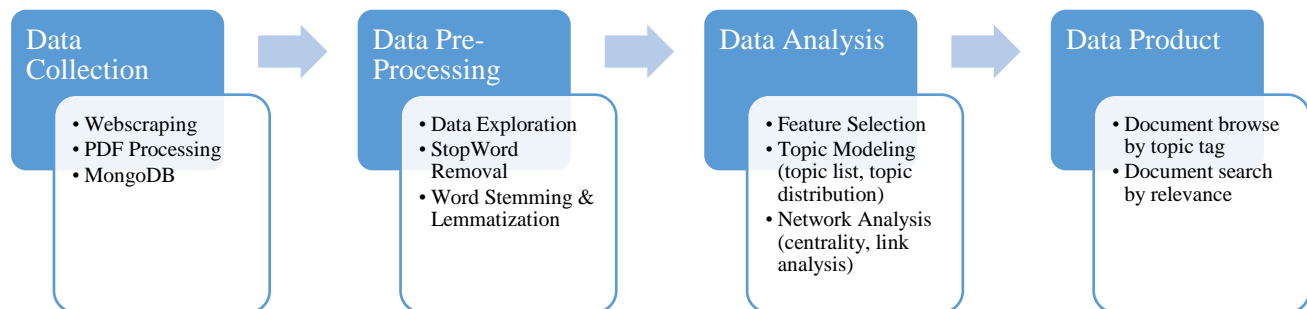 Data
Collection
• Webscraping
• PDF Processing
• MongoDB
Data Pre-
Processing
• Data Exploration
• StopWord
Removal
• Word Stemming &
Lemmatization
Data Analysis
• Feature Selection
• Topic Modeling
(topic list, topic
distribution)
• Network Analysis
(centrality, link
analysis)
Data Product
• Document browse
by topic tag
• Document search
by relevance